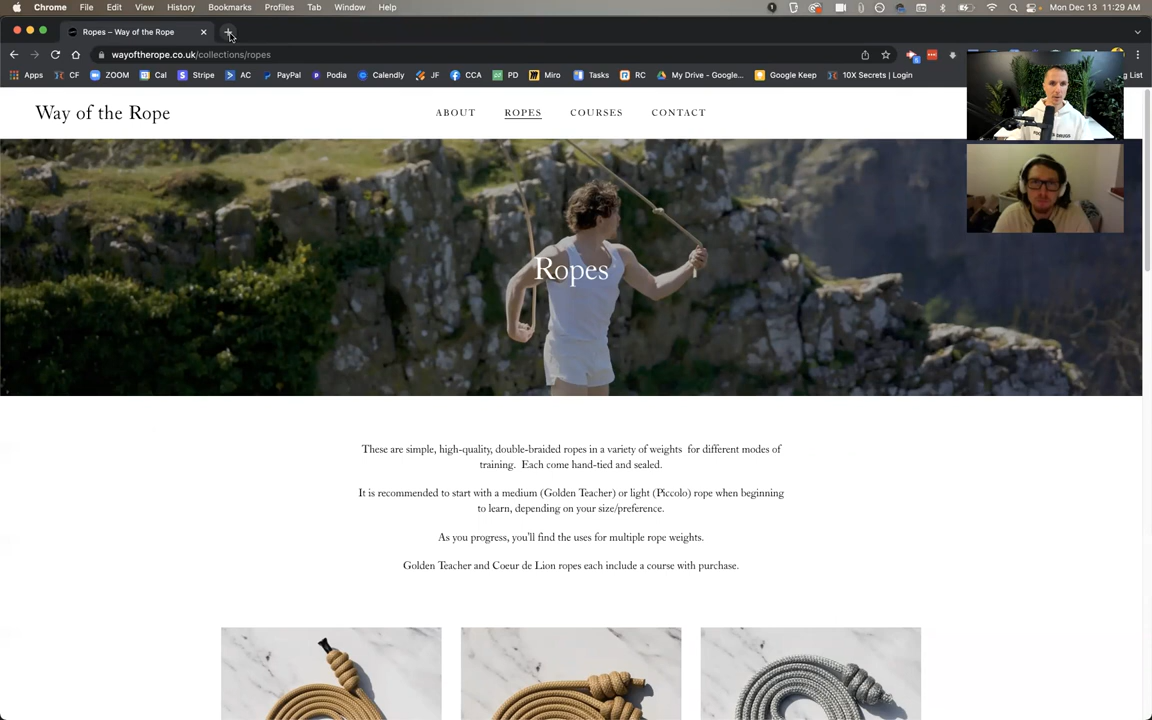 Chrome File Edit View History Bookmarks Profiles Tab Window Help Mon Dec 13 11:29 AM
Ropes – Way of the Rope
wayoftherope.co.uk/collections/ropes
Apps CF ZOOM Cal Stripe AC PayPal Podia Calendly JF CCA PD Miro Tasks RC My Drive - Google... Google Keep 10X Secrets | Login g List
Way of the Rope ABOUT ROPES COURSES CONTACT
Ropes
These are simple, high-quality, double-braided ropes in a variety of weights for different modes of
training. Each come hand-tied and sealed.
It is recommended to start with a medium (Golden Teacher) or light (Piccolo) rope when beginning
to learn, depending on your size/preference.
As you progress, you'll find the uses for multiple rope weights.
Golden Teacher and Coeur de Lion ropes each include a course with purchase.